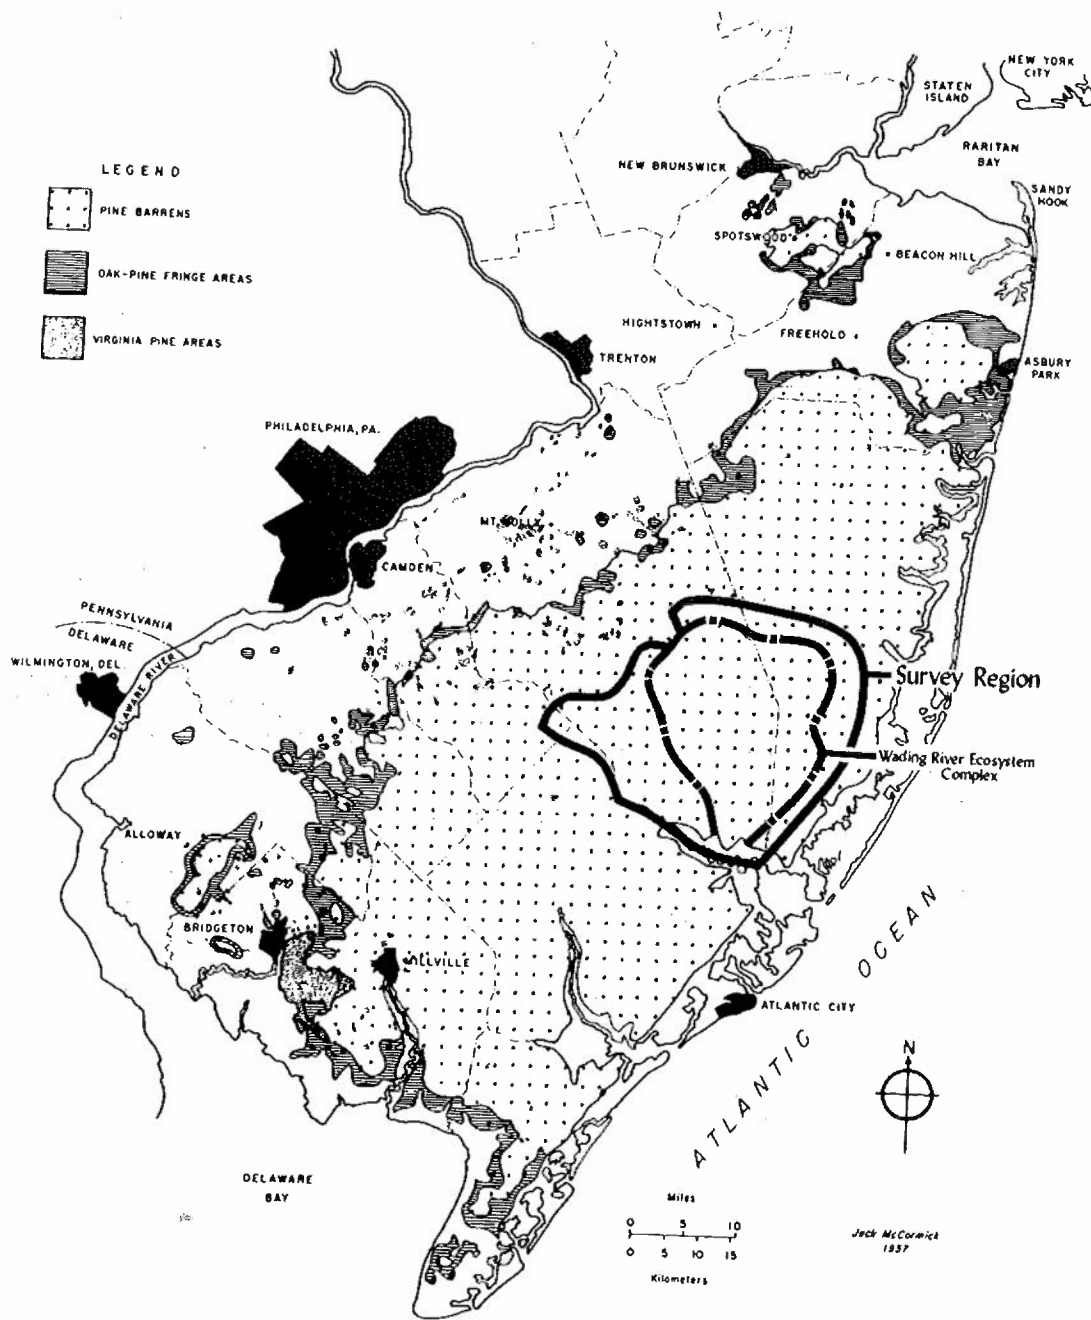 NEW YORK
CITY
STATEN
ISLAND
RARITAN
BAY
SANDY
HOOK
LEGEND
PINE BARRENS
OAK-PINE FRINGE AREAS
VIRGINIA PINE AREAS
NEW BRUNSWICK
SPOTSWOOD
BEACON HILL
HIGHTSTOWN
FREEHOLD
TRENTON
ASBURY
PARK
PHILADELPHIA, PA.
MT HOLLY
CAMDEN
PENNSYLVANIA
DELAWARE
WILMINGTON, DEL.
DELAWARE RIVER
Survey Region
Wading River Ecosystem
Complex
ALLOWAY
BRIDGETON
MILLVILLE
ATLANTIC CITY
ATLANTIC OCEAN
N
DELAWARE
BAY
Miles
0 5 10
0 5 10 15
Kilometers
Jack McCormick
1957